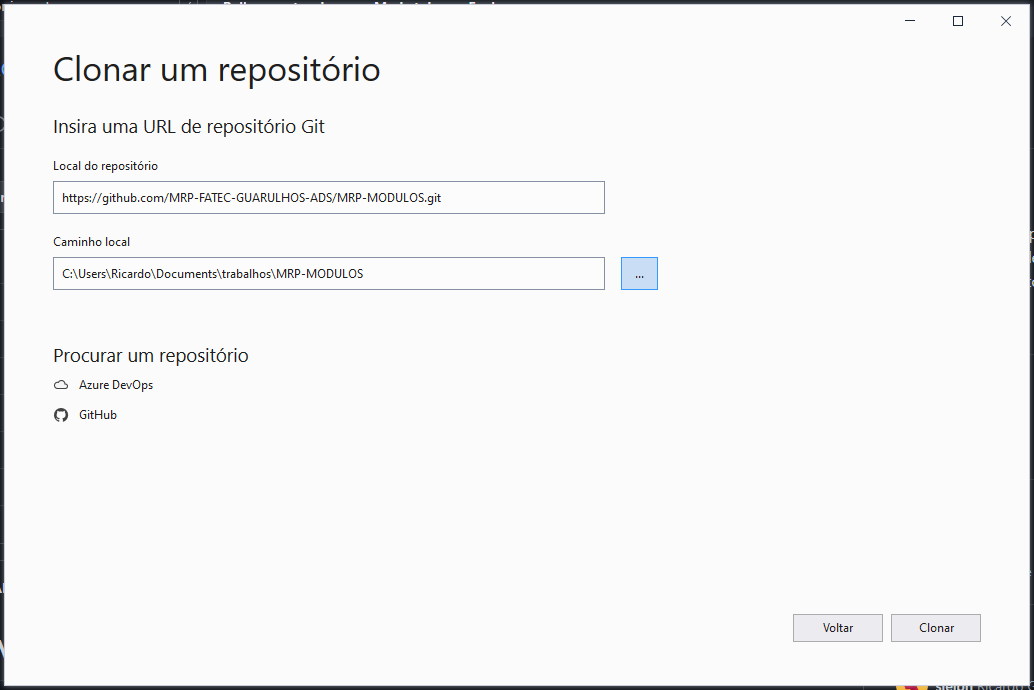 Clonar um repositório
Insira uma URL de repositório Git
Local do repositório
https://github.com/MRP-FATEC-GUARULHOS-ADS/MRP-MODULOS.git
Caminho local
C:\Users\Ricardo\Documents\trabalhos\MRP-MODULOS
...
Procurar um repositório
Azure DevOps
GitHub
Voltar
Clonar